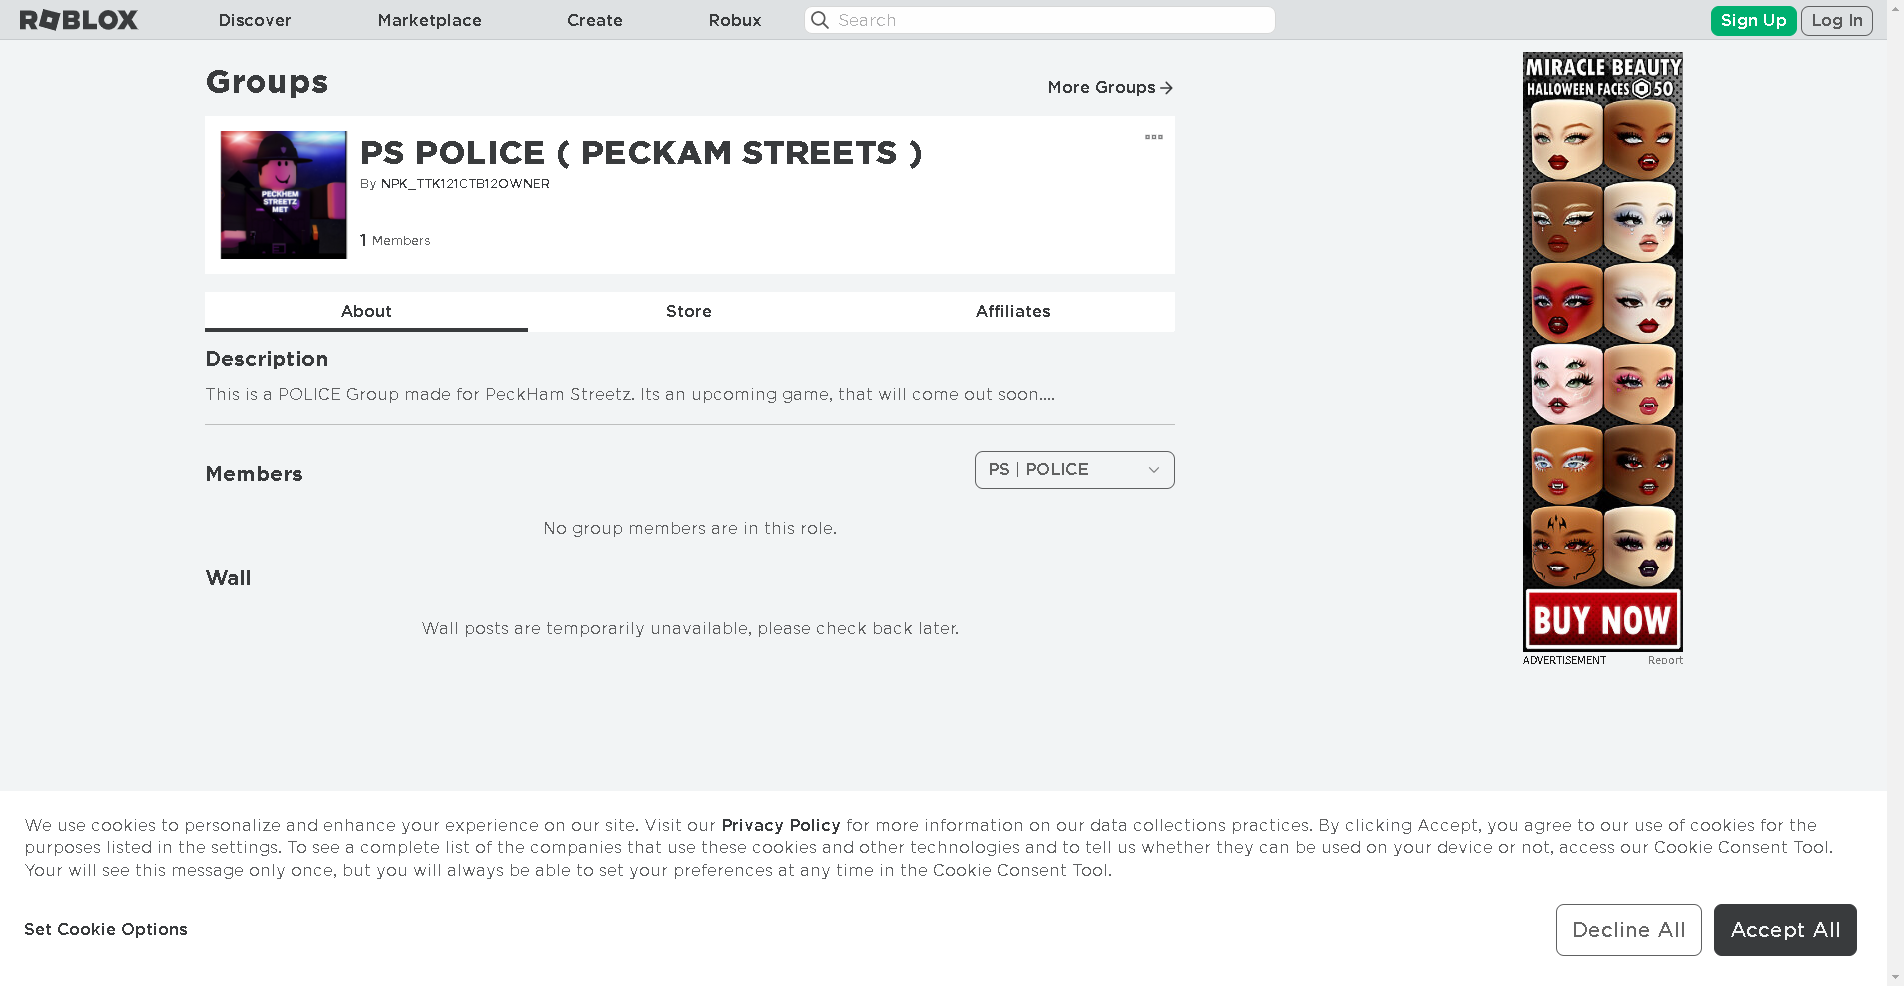 ROBLOX
Discover
Marketplace
Create
Robux
Search
Sign Up
Log In
Groups
More Groups
PS POLICE ( PECKAM STREETS )
By NPK_TTK121CTB12OWNER
PECKHEM
STREETZ
MET
1 Members
About
Store
Affiliates
Description
This is a POLICE Group made for PeckHam Streetz. Its an upcoming game, that will come out soon....
Members
PS | POLICE
No group members are in this role.
Wall
Wall posts are temporarily unavailable, please check back later.
MIRACLE BEAUTY
HALLOWEEN FACES 50
BUY NOW
ADVERTISEMENT
Report
We use cookies to personalize and enhance your experience on our site. Visit our Privacy Policy for more information on our data collections practices. By clicking Accept, you agree to our use of cookies for the
purposes listed in the settings. To see a complete list of the companies that use these cookies and other technologies and to tell us whether they can be used on your device or not, access our Cookie Consent Tool.
Your will see this message only once, but you will always be able to set your preferences at any time in the Cookie Consent Tool.
Set Cookie Options
Decline All
Accept All